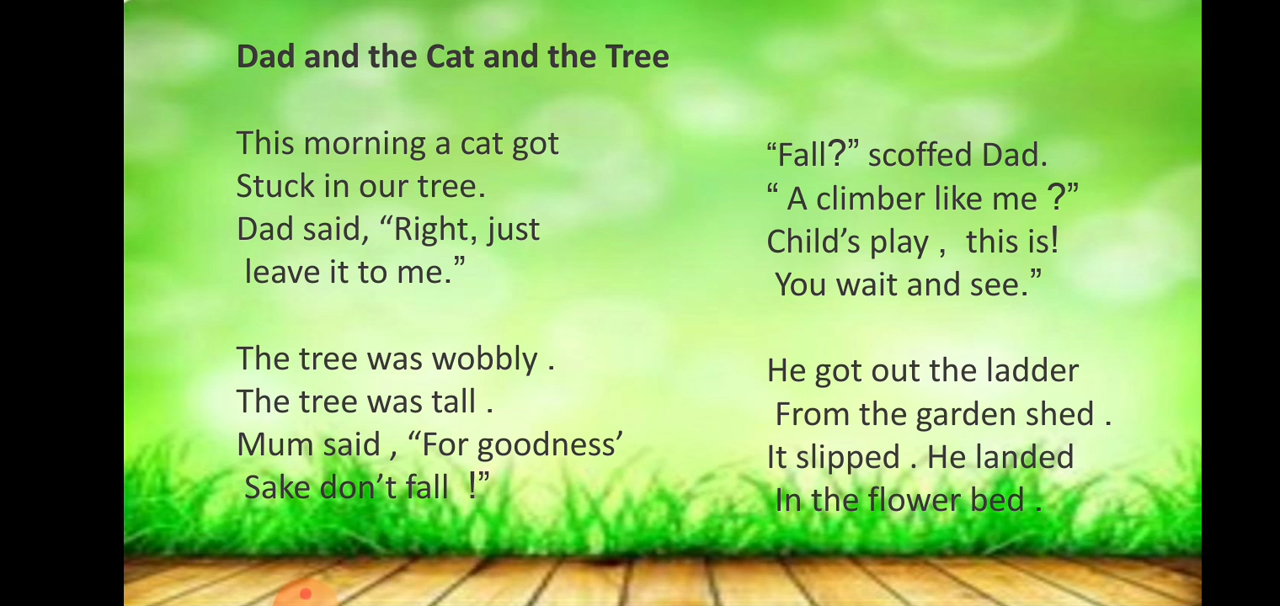 Dad and the Cat and the Tree
This morning a cat got
Stuck in our tree.
Dad said, “Right, just
leave it to me.”
The tree was wobbly .
The tree was tall .
Mum said , “For goodness’
Sake don’t fall !”
“Fall?” scoffed Dad.
“ A climber like me ?”
Child’s play , this is!
You wait and see.”
He got out the ladder
From the garden shed .
It slipped . He landed
In the flower bed .